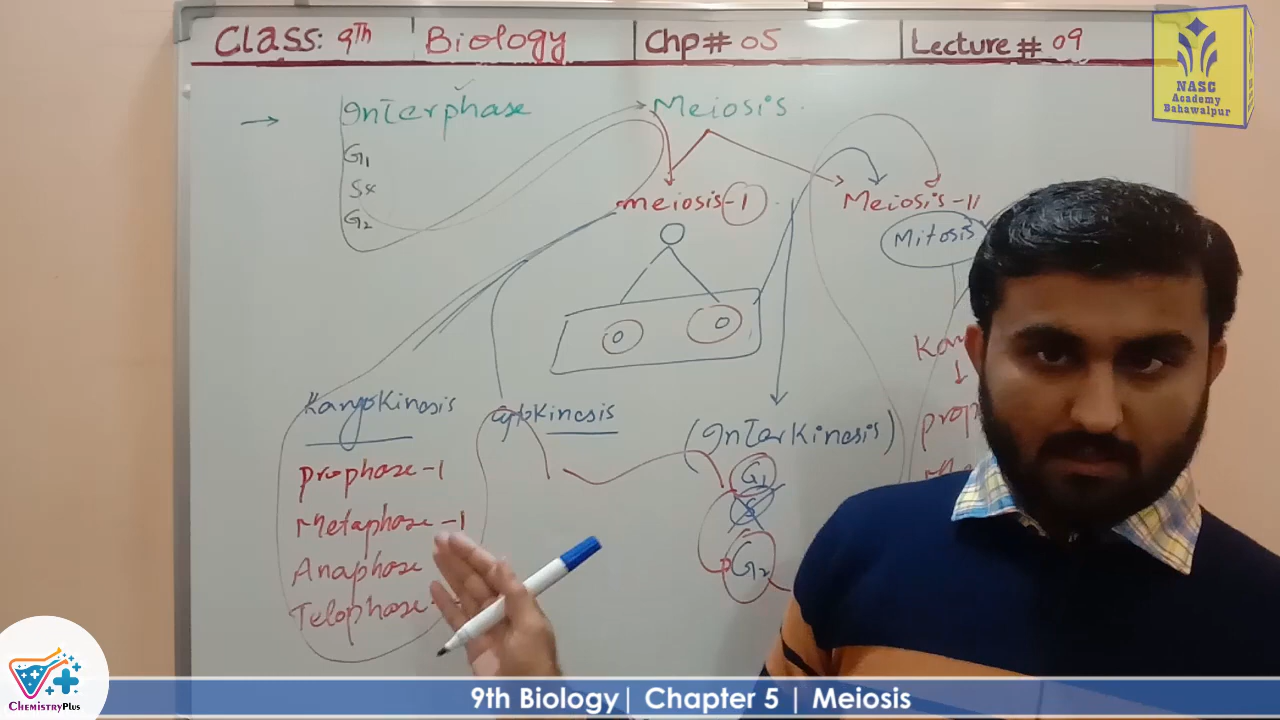 Class: 9Th
Biology
Chp# 05
Lecture # 09
NASC
Academy
Bahawalpur
Interphase
G1
S
G2
Meiosis
meiosis-1
Meiosis-II
Mitosis
Karyokinesis
Cytokinesis
(Interkinesis)
G1
S
G2
Prophase-1
Metaphase-1
Anaphase
Telophase
ChemistryPlus
9th Biology| Chapter 5 | Meiosis